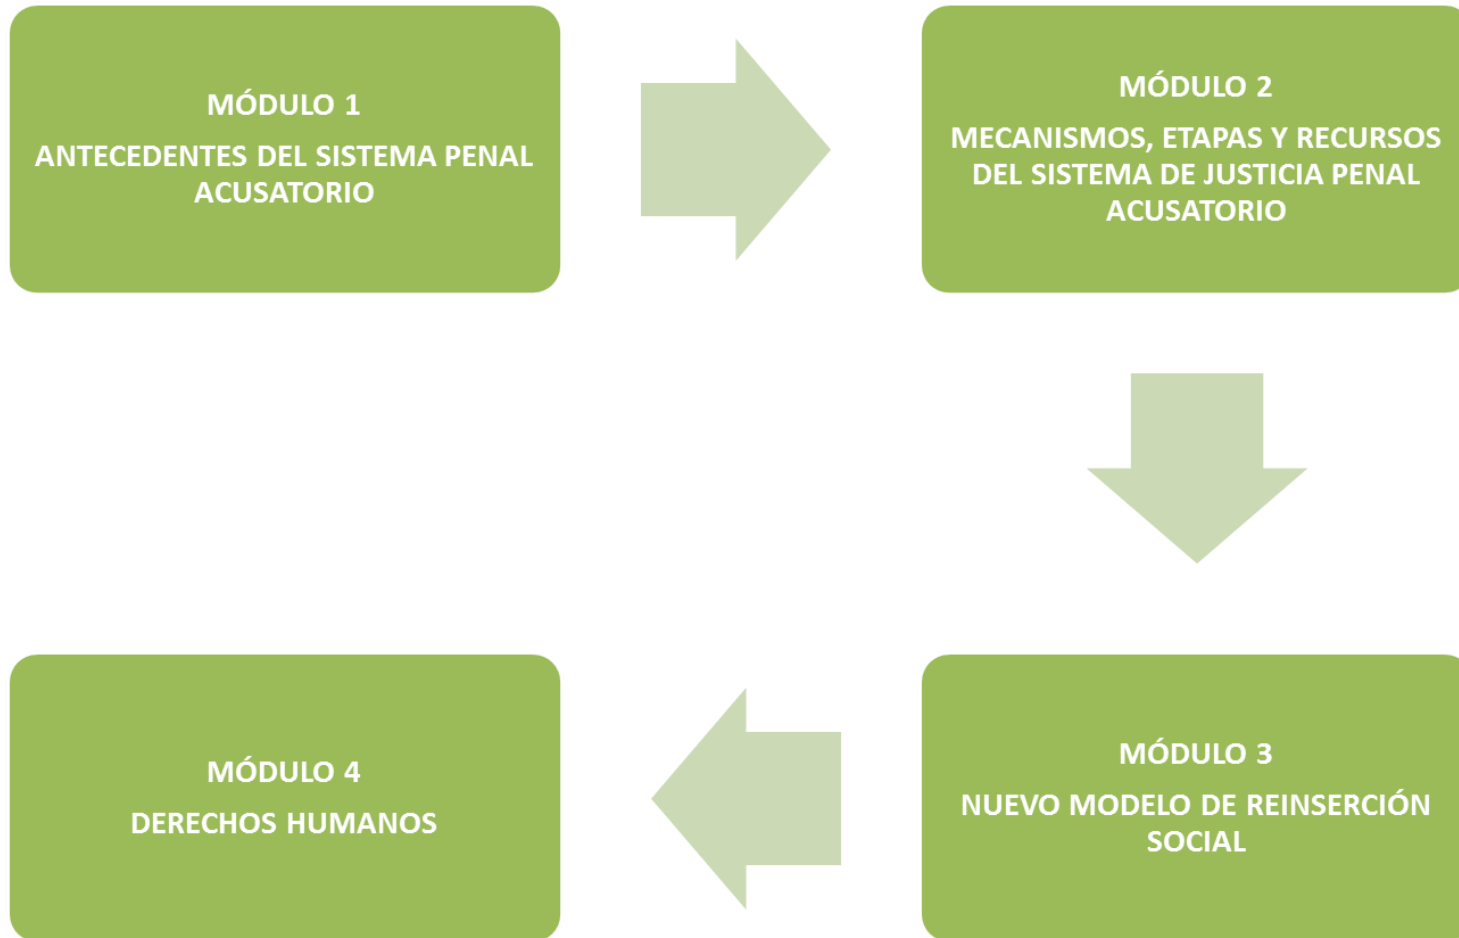 MÓDULO 1
ANTECEDENTES DEL SISTEMA PENAL
ACUSATORIO
MÓDULO 2
MECANISMOS, ETAPAS Y RECURSOS
DEL SISTEMA DE JUSTICIA PENAL
ACUSATORIO
MÓDULO 3
NUEVO MODELO DE REINSERCIÓN
SOCIAL
MÓDULO 4
DERECHOS HUMANOS